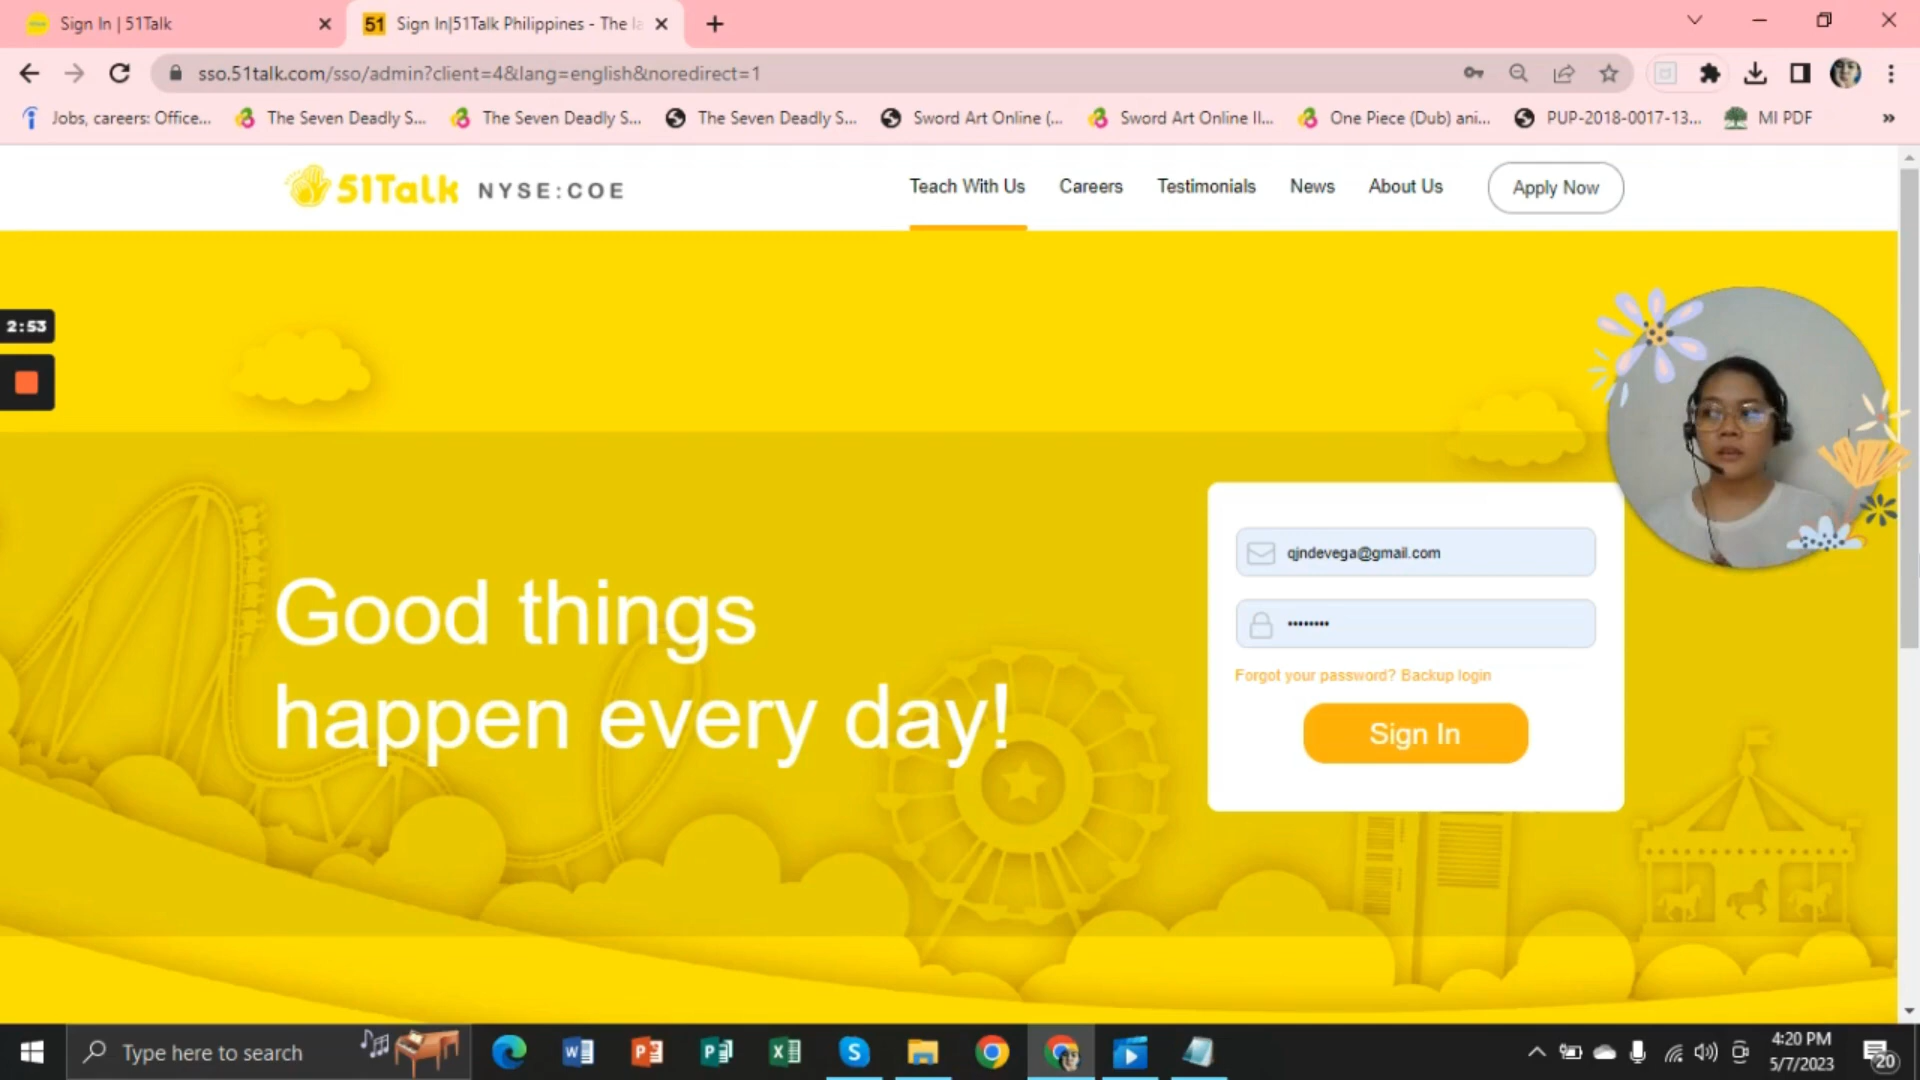 Sign In | 51Talk
51
Sign In|51Talk Philippines - The la
sso.51talk.com/sso/admin?client=4&lang=english&noredirect=1
Jobs, careers: Office...
The Seven Deadly S...
The Seven Deadly S...
The Seven Deadly S...
Sword Art Online (...
Sword Art Online II...
One Piece (Dub) ani...
PUP-2018-0017-13...
MI PDF
»
51Talk NYSE:COE
Teach With Us
Careers
Testimonials
News
About Us
Apply Now
2:53
qjndevega@gmail.com
••••••••
Forgot your password? Backup login
Sign In
Good things
happen every day!
Type here to search
4:20 PM
5/7/2023
20